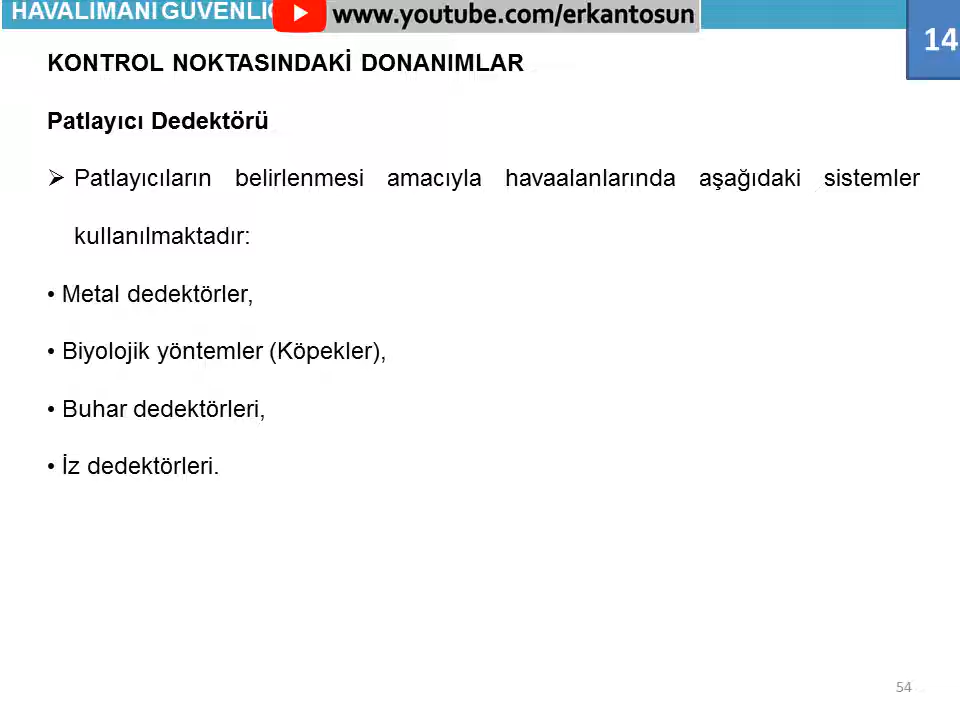 HAVALİMANI GÜVENLİĞ
www.youtube.com/erkantosun
14
KONTROL NOKTASINDAKİ DONANIMLAR
Patlayıcı Dedektörü
➢ Patlayıcıların belirlenmesi amacıyla havaalanlarında aşağıdaki sistemler
kullanılmaktadır:
• Metal dedektörler,
• Biyolojik yöntemler (Köpekler),
• Buhar dedektörleri,
• İz dedektörleri.
54